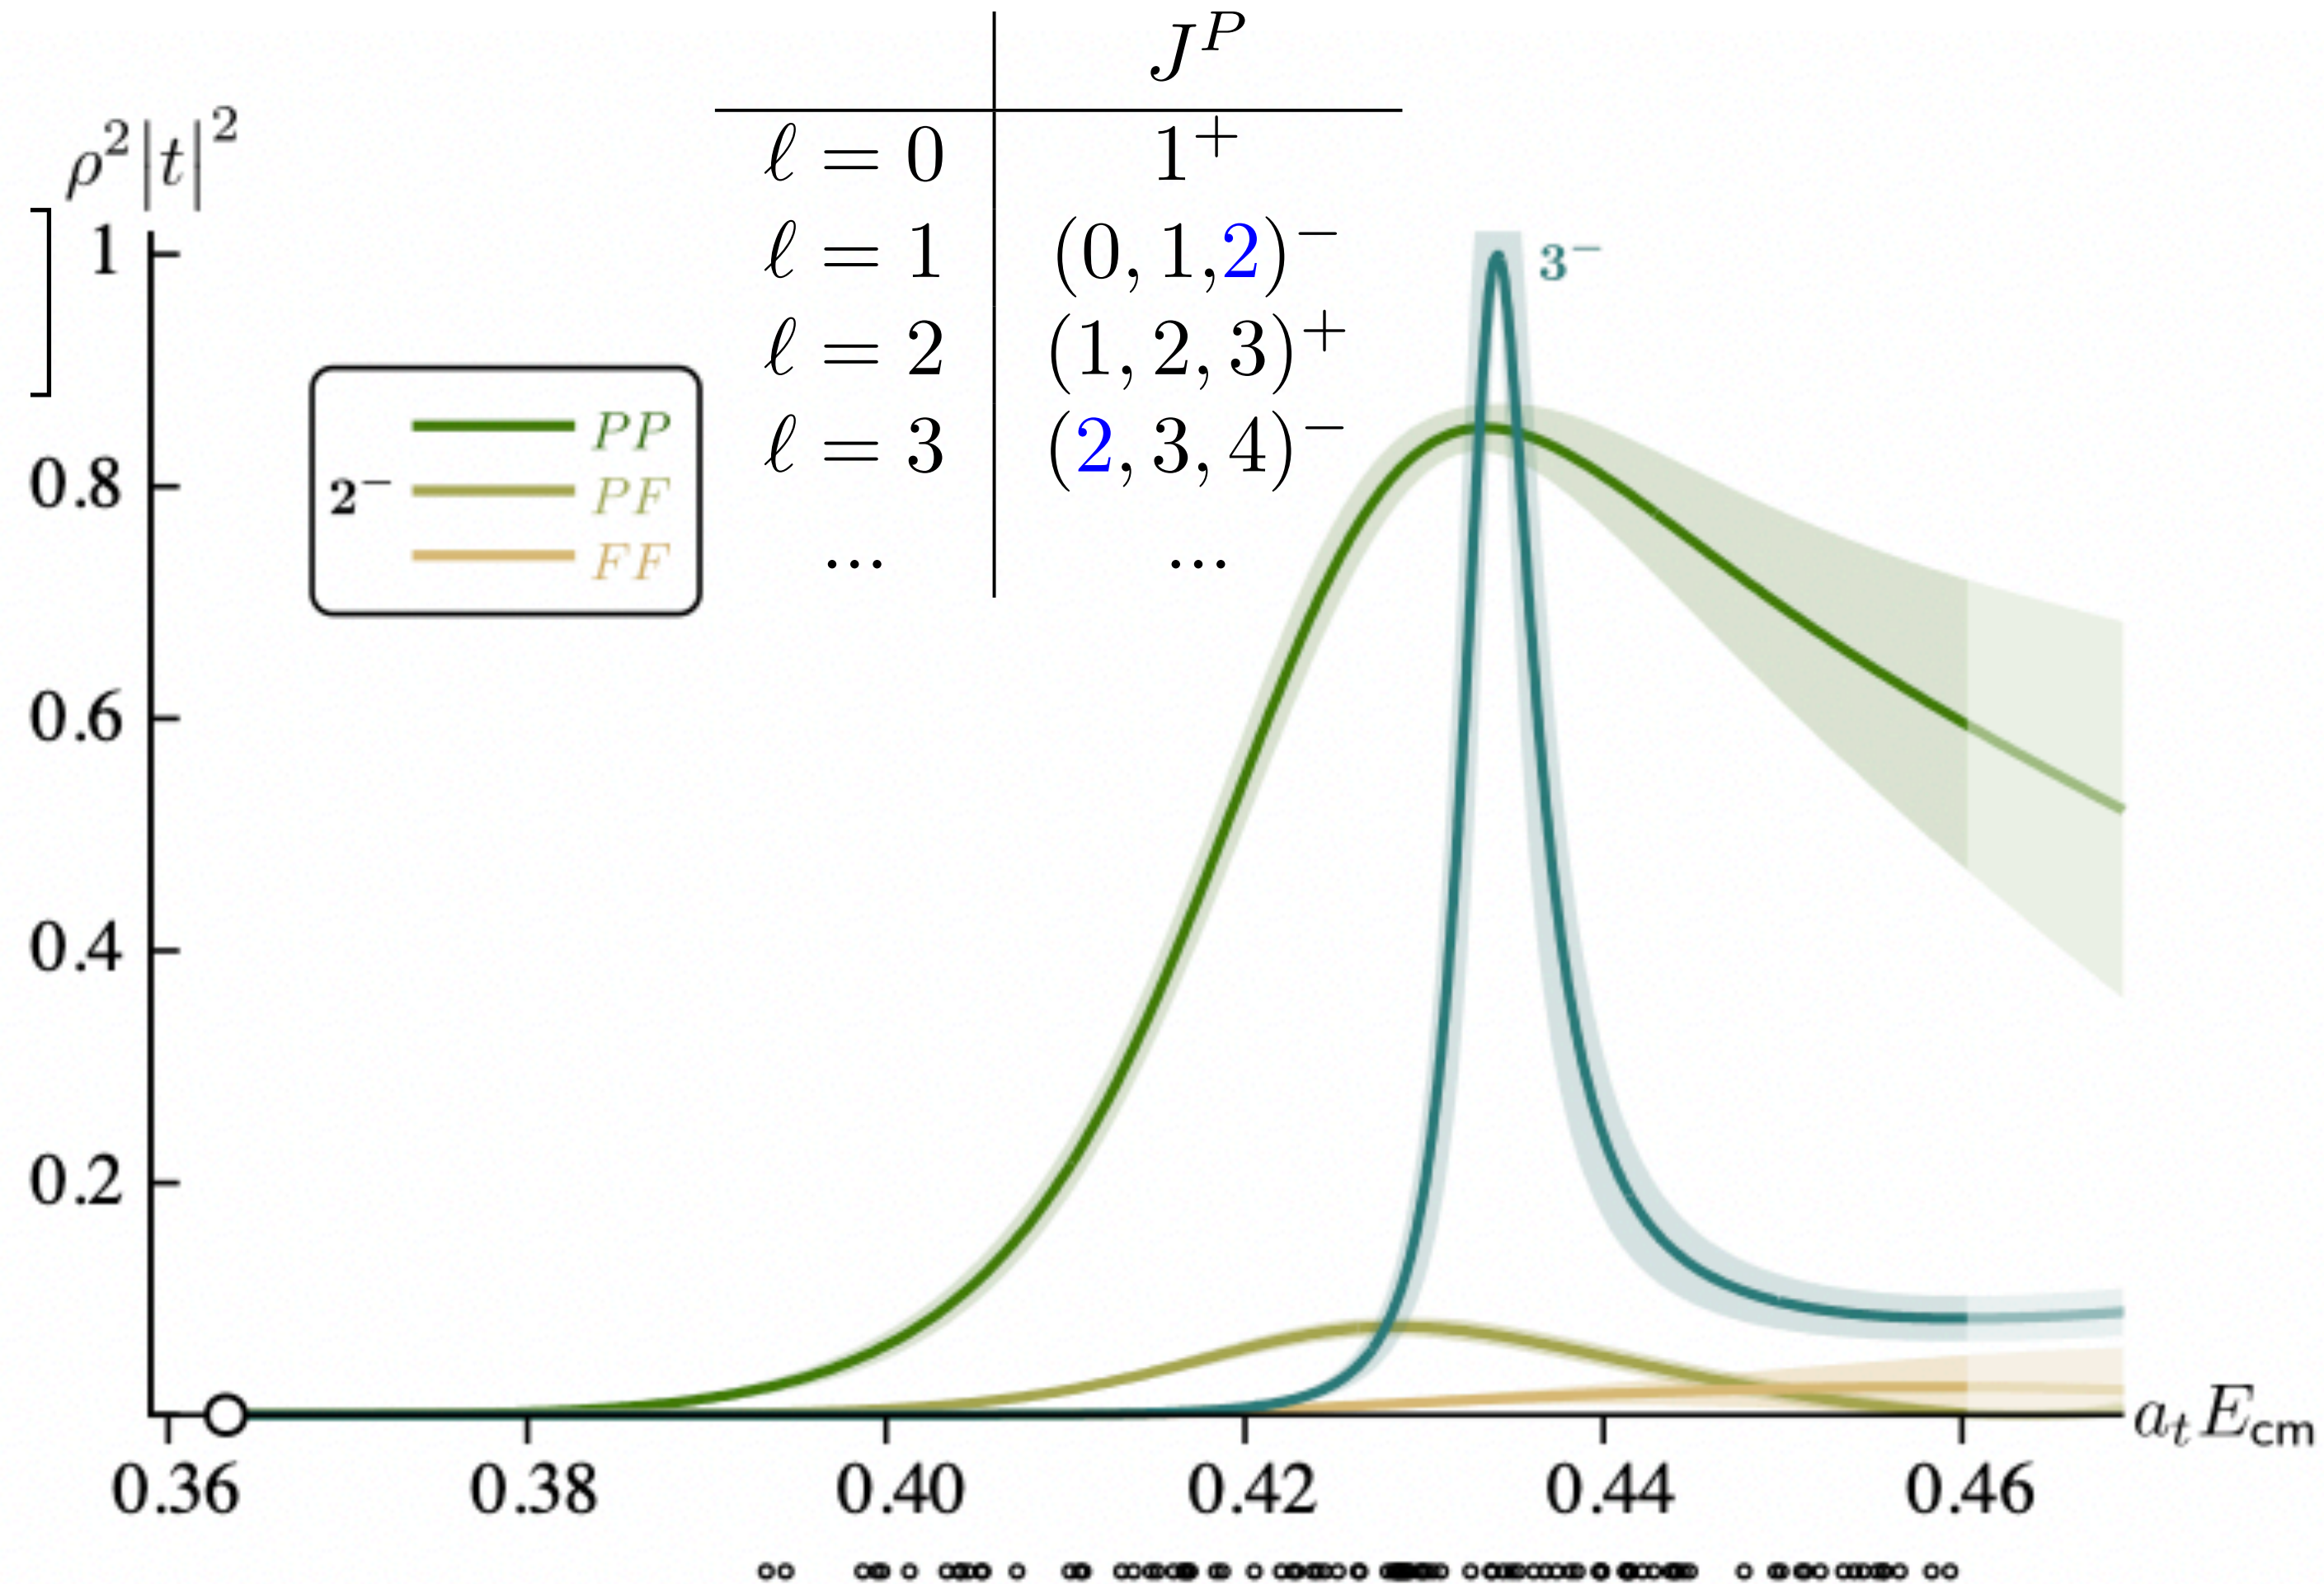 J^P
ρ²|t|²
ℓ = 0 1⁺
ℓ = 1 (0, 1,2)⁻
ℓ = 2 (1, 2, 3)⁺
ℓ = 3 (2, 3, 4)⁻
... ...
]
1
0.8
0.6
0.4
0.2
3⁻
2⁻
PP
PF
FF
a_t E_cm
0.36 0.38 0.40 0.42 0.44 0.46